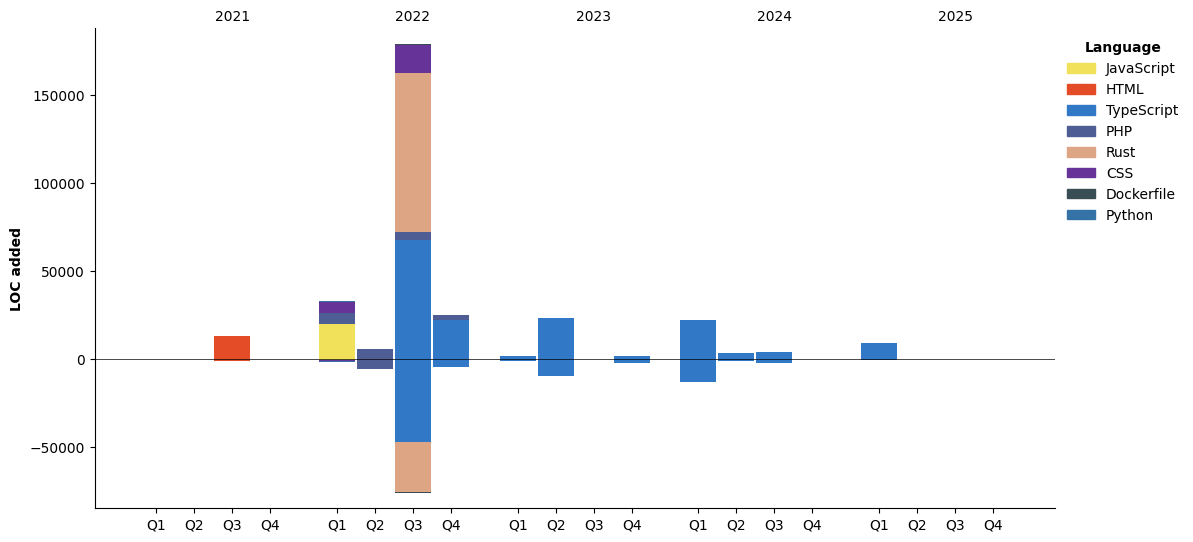 2021 2022 2023 2024 2025
Language
JavaScript
HTML
TypeScript
PHP
Rust
CSS
Dockerfile
Python
LOC added
150000
100000
50000
0
−50000
Q1 Q2 Q3 Q4 Q1 Q2 Q3 Q4 Q1 Q2 Q3 Q4 Q1 Q2 Q3 Q4 Q1 Q2 Q3 Q4